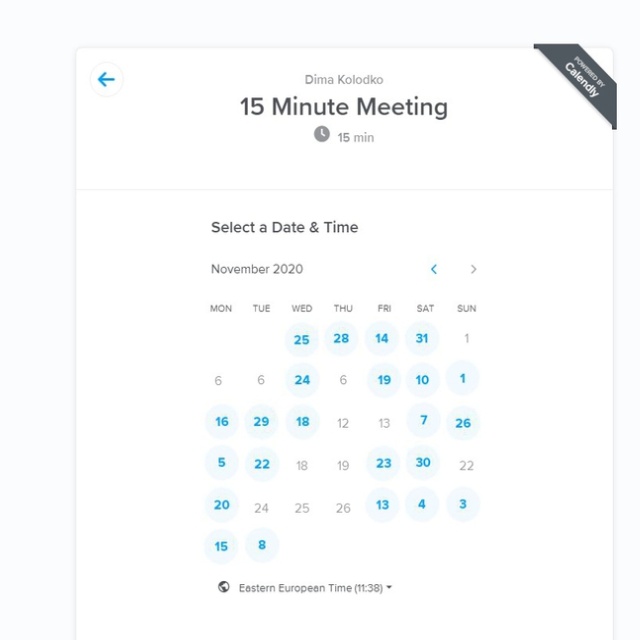 POWERED BY
Calendly
Dima Kolodko
15 Minute Meeting
15 min
Select a Date & Time
November 2020
MON TUE WED THU FRI SAT SUN
25 28 14 31 1
6 6 24 6 19 10 1
16 29 18 12 13 7 26
5 22 18 19 23 30 22
20 24 25 26 13 4 3
15 8
Eastern European Time (11:38)